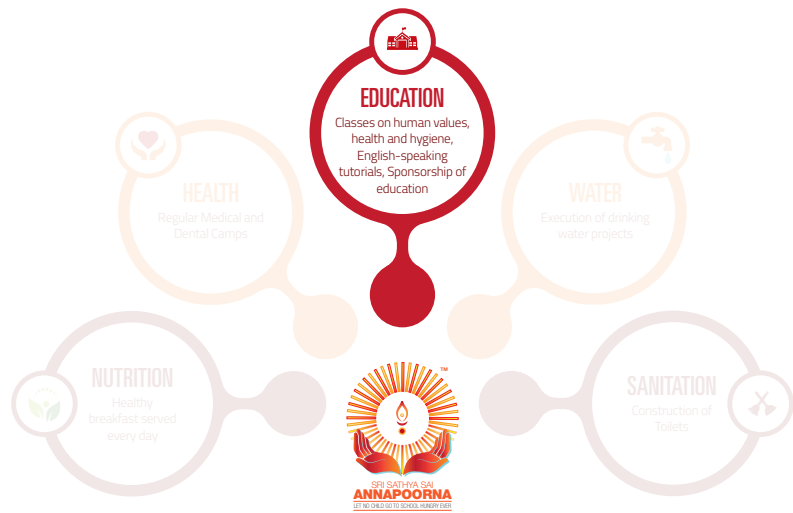 EDUCATION
Classes on human values,
health and hygiene,
English-speaking
tutorials, Sponsorship of
education
HEALTH
Regular Medical and
Dental Camps
WATER
Execution of drinking
water projects
NUTRITION
Healthy
breakfast served
every day
SANITATION
Construction of
Toilets
TM
SRI SATHYA SAI
ANNAPOORNA
LET NO CHILD GO TO SCHOOL HUNGRY EVER